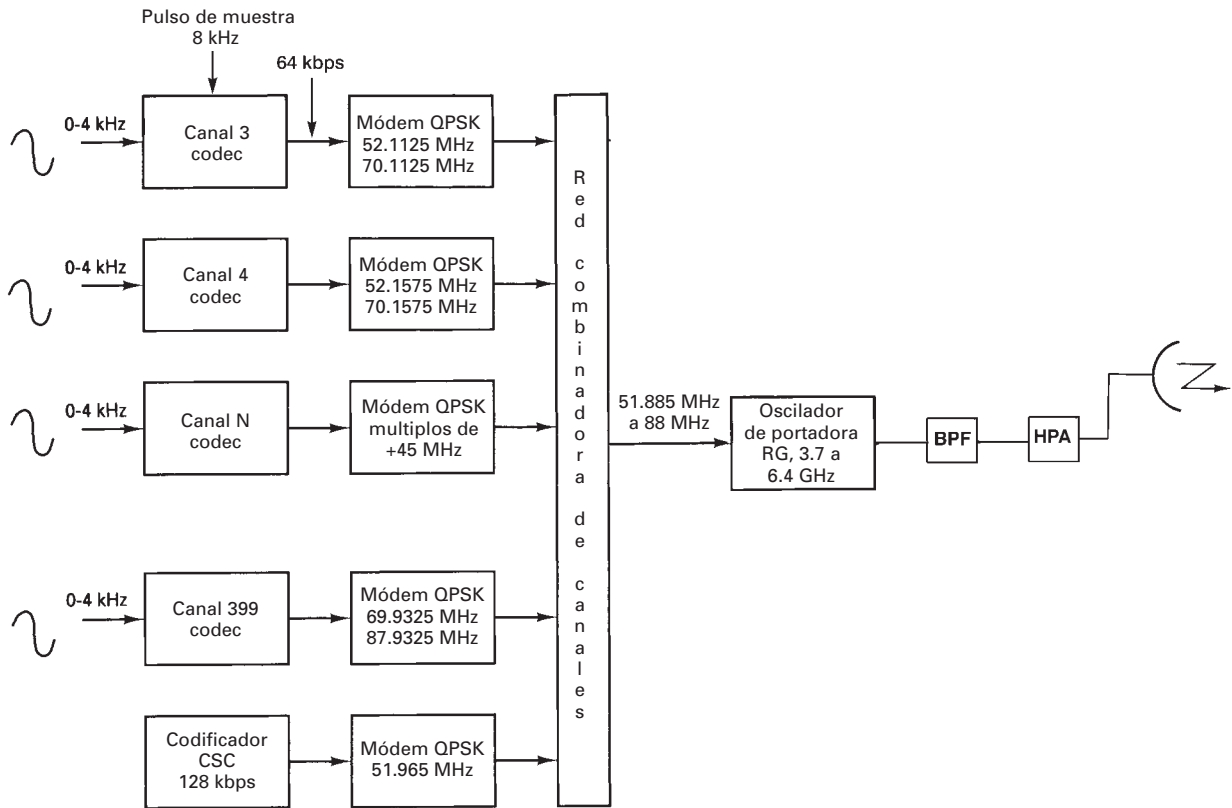 Pulso de muestra
8 kHz
64 kbps
0-4 kHz
Canal 3
codec
Módem QPSK
52.1125 MHz
70.1125 MHz
0-4 kHz
Canal 4
codec
Módem QPSK
52.1575 MHz
70.1575 MHz
0-4 kHz
Canal N
codec
Módem QPSK
multiplos de
+45 MHz
0-4 kHz
Canal 399
codec
Módem QPSK
69.9325 MHz
87.9325 MHz
Codificador
CSC
128 kbps
Módem QPSK
51.965 MHz
Red combinadora de canales
51.885 MHz
a 88 MHz
Oscilador
de portadora
RG, 3.7 a
6.4 GHz
BPF
HPA